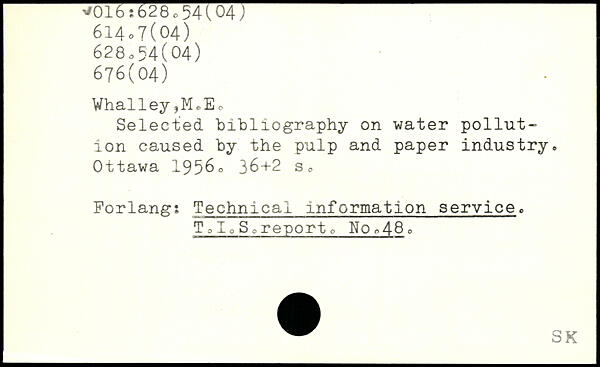 016:628.54(04)
614.7(04)
628.54(04)
676(04)
Whalley,M.E.
Selected bibliography on water pollut-
ion caused by the pulp and paper industry.
Ottawa 1956. 36+2 s.
Forlang: Technical information service.
T.I.S.report. No.48.
SK